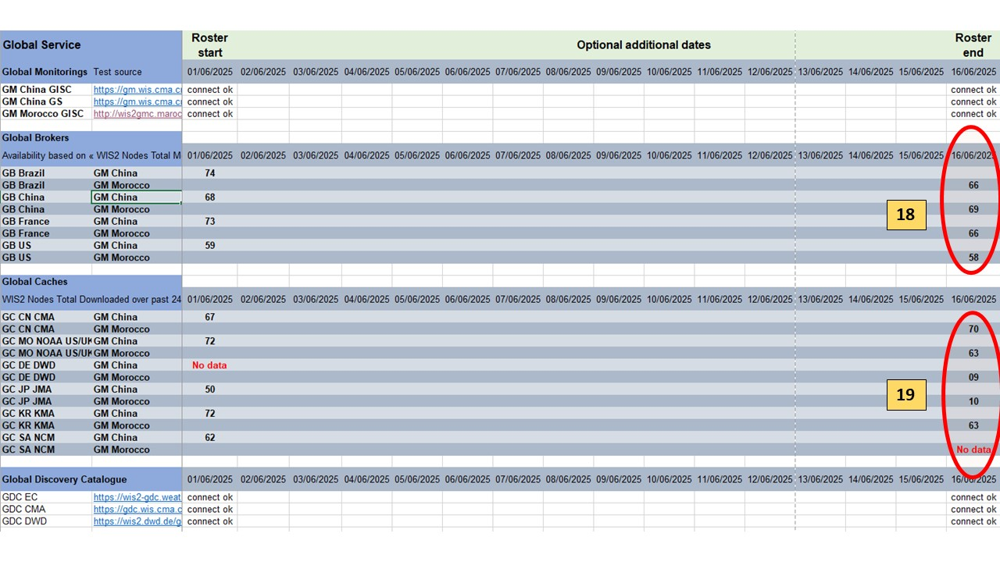 Global Service Roster start Optional additional dates Roster end
Global Monitorings Test source 01/06/2025 02/06/2025 03/06/2025 04/06/2025 05/06/2025 06/06/2025 07/06/2025 08/06/2025 09/06/2025 10/06/2025 11/06/2025 12/06/2025 13/06/2025 14/06/2025 15/06/2025 16/06/2025
GM China GISC https://gm.wis.cma.c connect ok connect ok
GM China GS https://gm.wis.cma.c connect ok connect ok
GM Morocco GISC http://wis2gmc.maroc connect ok connect ok
Global Brokers
Availability based on « WIS2 Nodes Total M 01/06/2025 02/06/2025 03/06/2025 04/06/2025 05/06/2025 06/06/2025 07/06/2025 08/06/2025 09/06/2025 10/06/2025 11/06/2025 12/06/2025 13/06/2025 14/06/2025 15/06/2025 16/06/2025
GB Brazil GM China 74
GB Brazil GM Morocco 66
GB China GM China 68
GB China GM Morocco 69
18
GB France GM China 73
GB France GM Morocco 66
GB US GM China 59
GB US GM Morocco 58
Global Caches
WIS2 Nodes Total Downloaded over past 24 01/06/2025 02/06/2025 03/06/2025 04/06/2025 05/06/2025 06/06/2025 07/06/2025 08/06/2025 09/06/2025 10/06/2025 11/06/2025 12/06/2025 13/06/2025 14/06/2025 15/06/2025 16/06/2025
GC CN CMA GM China 67
GC CN CMA GM Morocco 70
GC MO NOAA US/UK GM China 72
GC MO NOAA US/UK GM Morocco 63
GC DE DWD GM China No data
GC DE DWD GM Morocco 09
GC JP JMA GM China 50
19
GC JP JMA GM Morocco 10
GC KR KMA GM China 72
GC KR KMA GM Morocco 63
GC SA NCM GM China 62
GC SA NCM GM Morocco No data
Global Discovery Catalogue 01/06/2025 02/06/2025 03/06/2025 04/06/2025 05/06/2025 06/06/2025 07/06/2025 08/06/2025 09/06/2025 10/06/2025 11/06/2025 12/06/2025 13/06/2025 14/06/2025 15/06/2025 16/06/2025
GDC EC https://wis2-gdc.weat connect ok connect ok
GDC CMA https://gdc.wis.cma.c connect ok connect ok
GDC DWD https://wis2.dwd.de/g connect ok connect ok